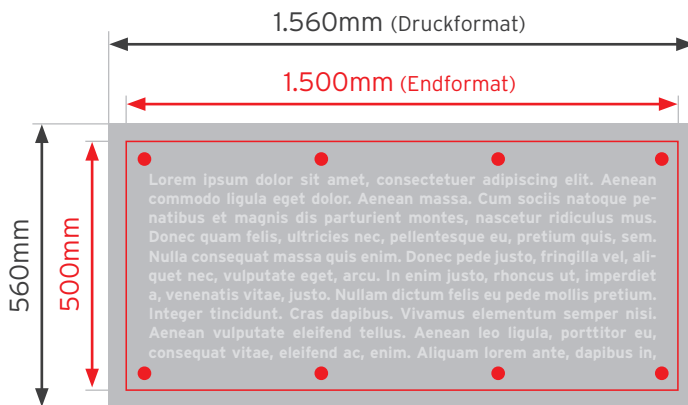 1.560mm (Druckformat)
1.500mm (Endformat)
560mm
500mm
Lorem ipsum dolor sit amet, consectetuer adipiscing elit. Aenean
commodo ligula eget dolor. Aenean massa. Cum sociis natoque pe-
natibus et magnis dis parturient montes, nascetur ridiculus mus.
Donec quam felis, ultricies nec, pellentesque eu, pretium quis, sem.
Nulla consequat massa quis enim. Donec pede justo, fringilla vel, ali-
quet nec, vulputate eget, arcu. In enim justo, rhoncus ut, imperdiet
a, venenatis vitae, justo. Nullam dictum felis eu pede mollis pretium.
Integer tincidunt. Cras dapibus. Vivamus elementum semper nisi.
Aenean vulputate eleifend tellus. Aenean leo ligula, porttitor eu,
consequat vitae, eleifend ac, enim. Aliquam lorem ante, dapibus in,